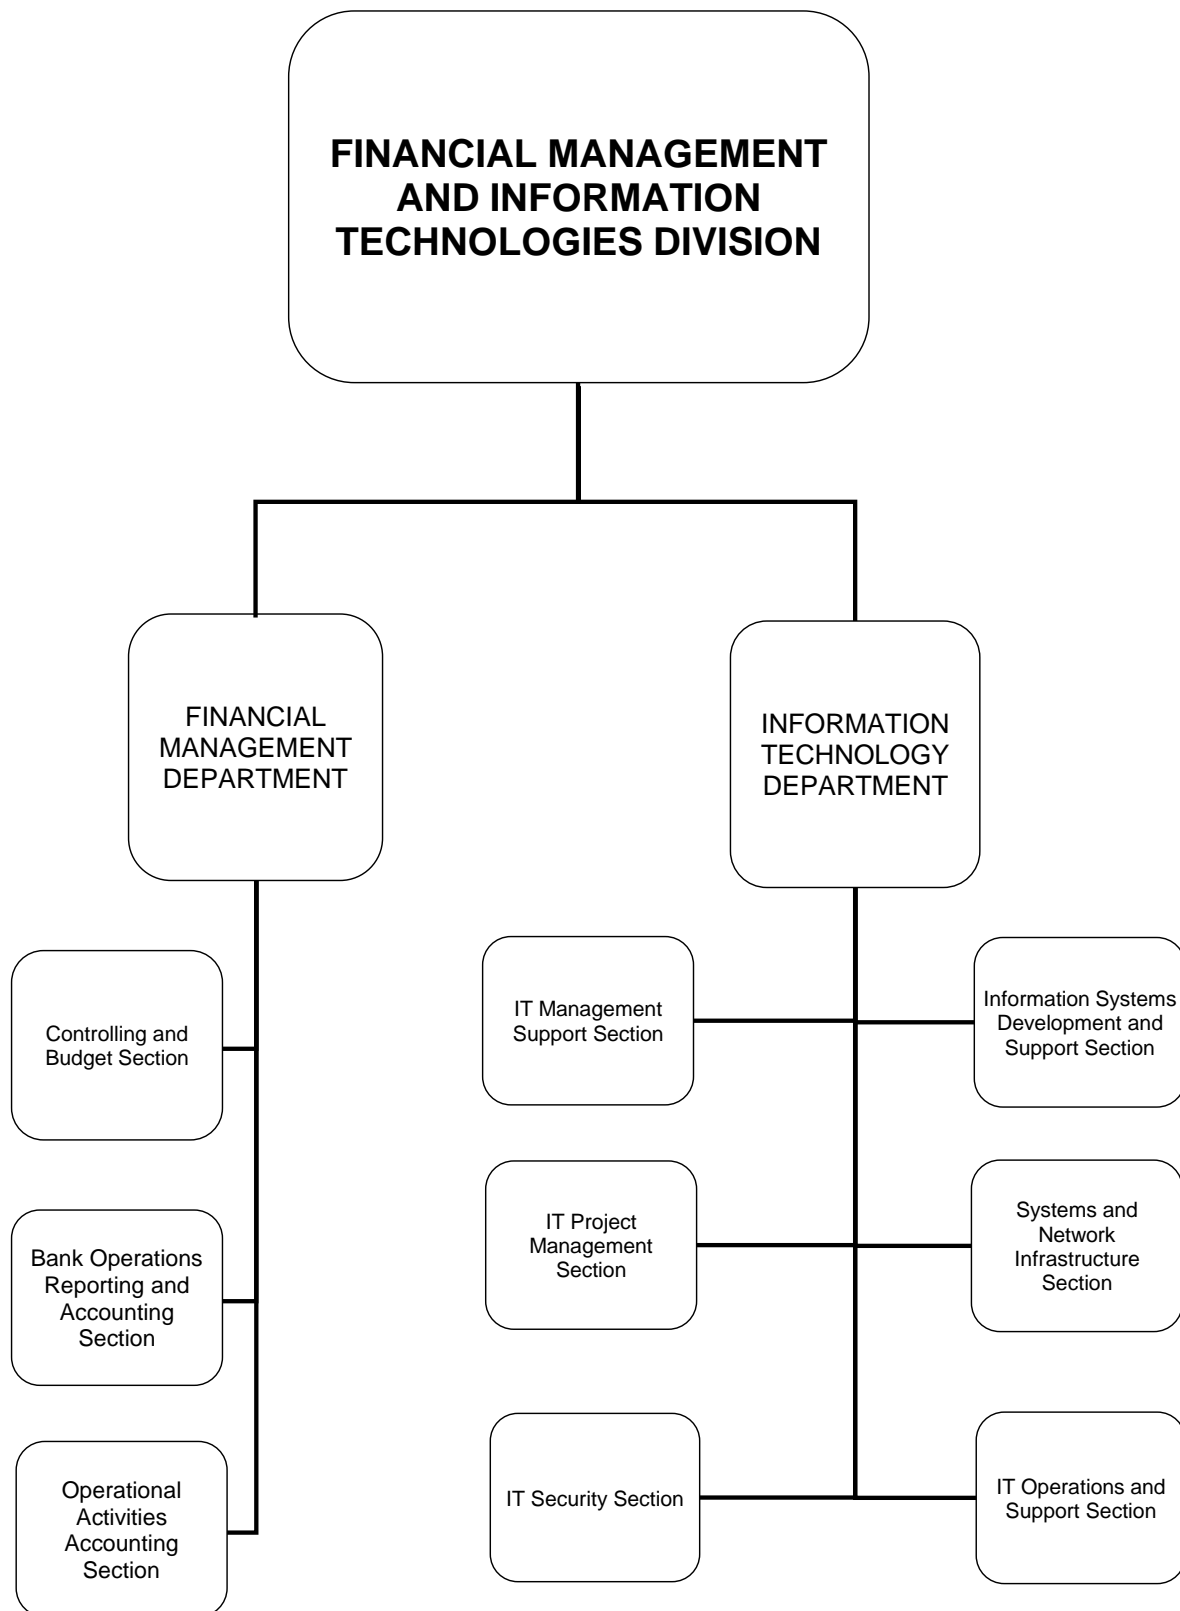 FINANCIAL MANAGEMENT
AND INFORMATION
TECHNOLOGIES DIVISION
FINANCIAL
MANAGEMENT
DEPARTMENT
INFORMATION
TECHNOLOGY
DEPARTMENT
Controlling and
Budget Section
IT Management
Support Section
Information Systems
Development and
Support Section
Bank Operations
Reporting and
Accounting
Section
IT Project
Management
Section
Systems and
Network
Infrastructure
Section
Operational
Activities
Accounting
Section
IT Security Section
IT Operations and
Support Section